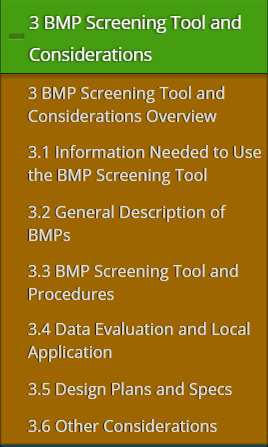 3 BMP Screening Tool and
Considerations
3 BMP Screening Tool and
Considerations Overview
3.1 Information Needed to Use
the BMP Screening Tool
3.2 General Description of
BMPs
3.3 BMP Screening Tool and
Procedures
3.4 Data Evaluation and Local
Application
3.5 Design Plans and Specs
3.6 Other Considerations